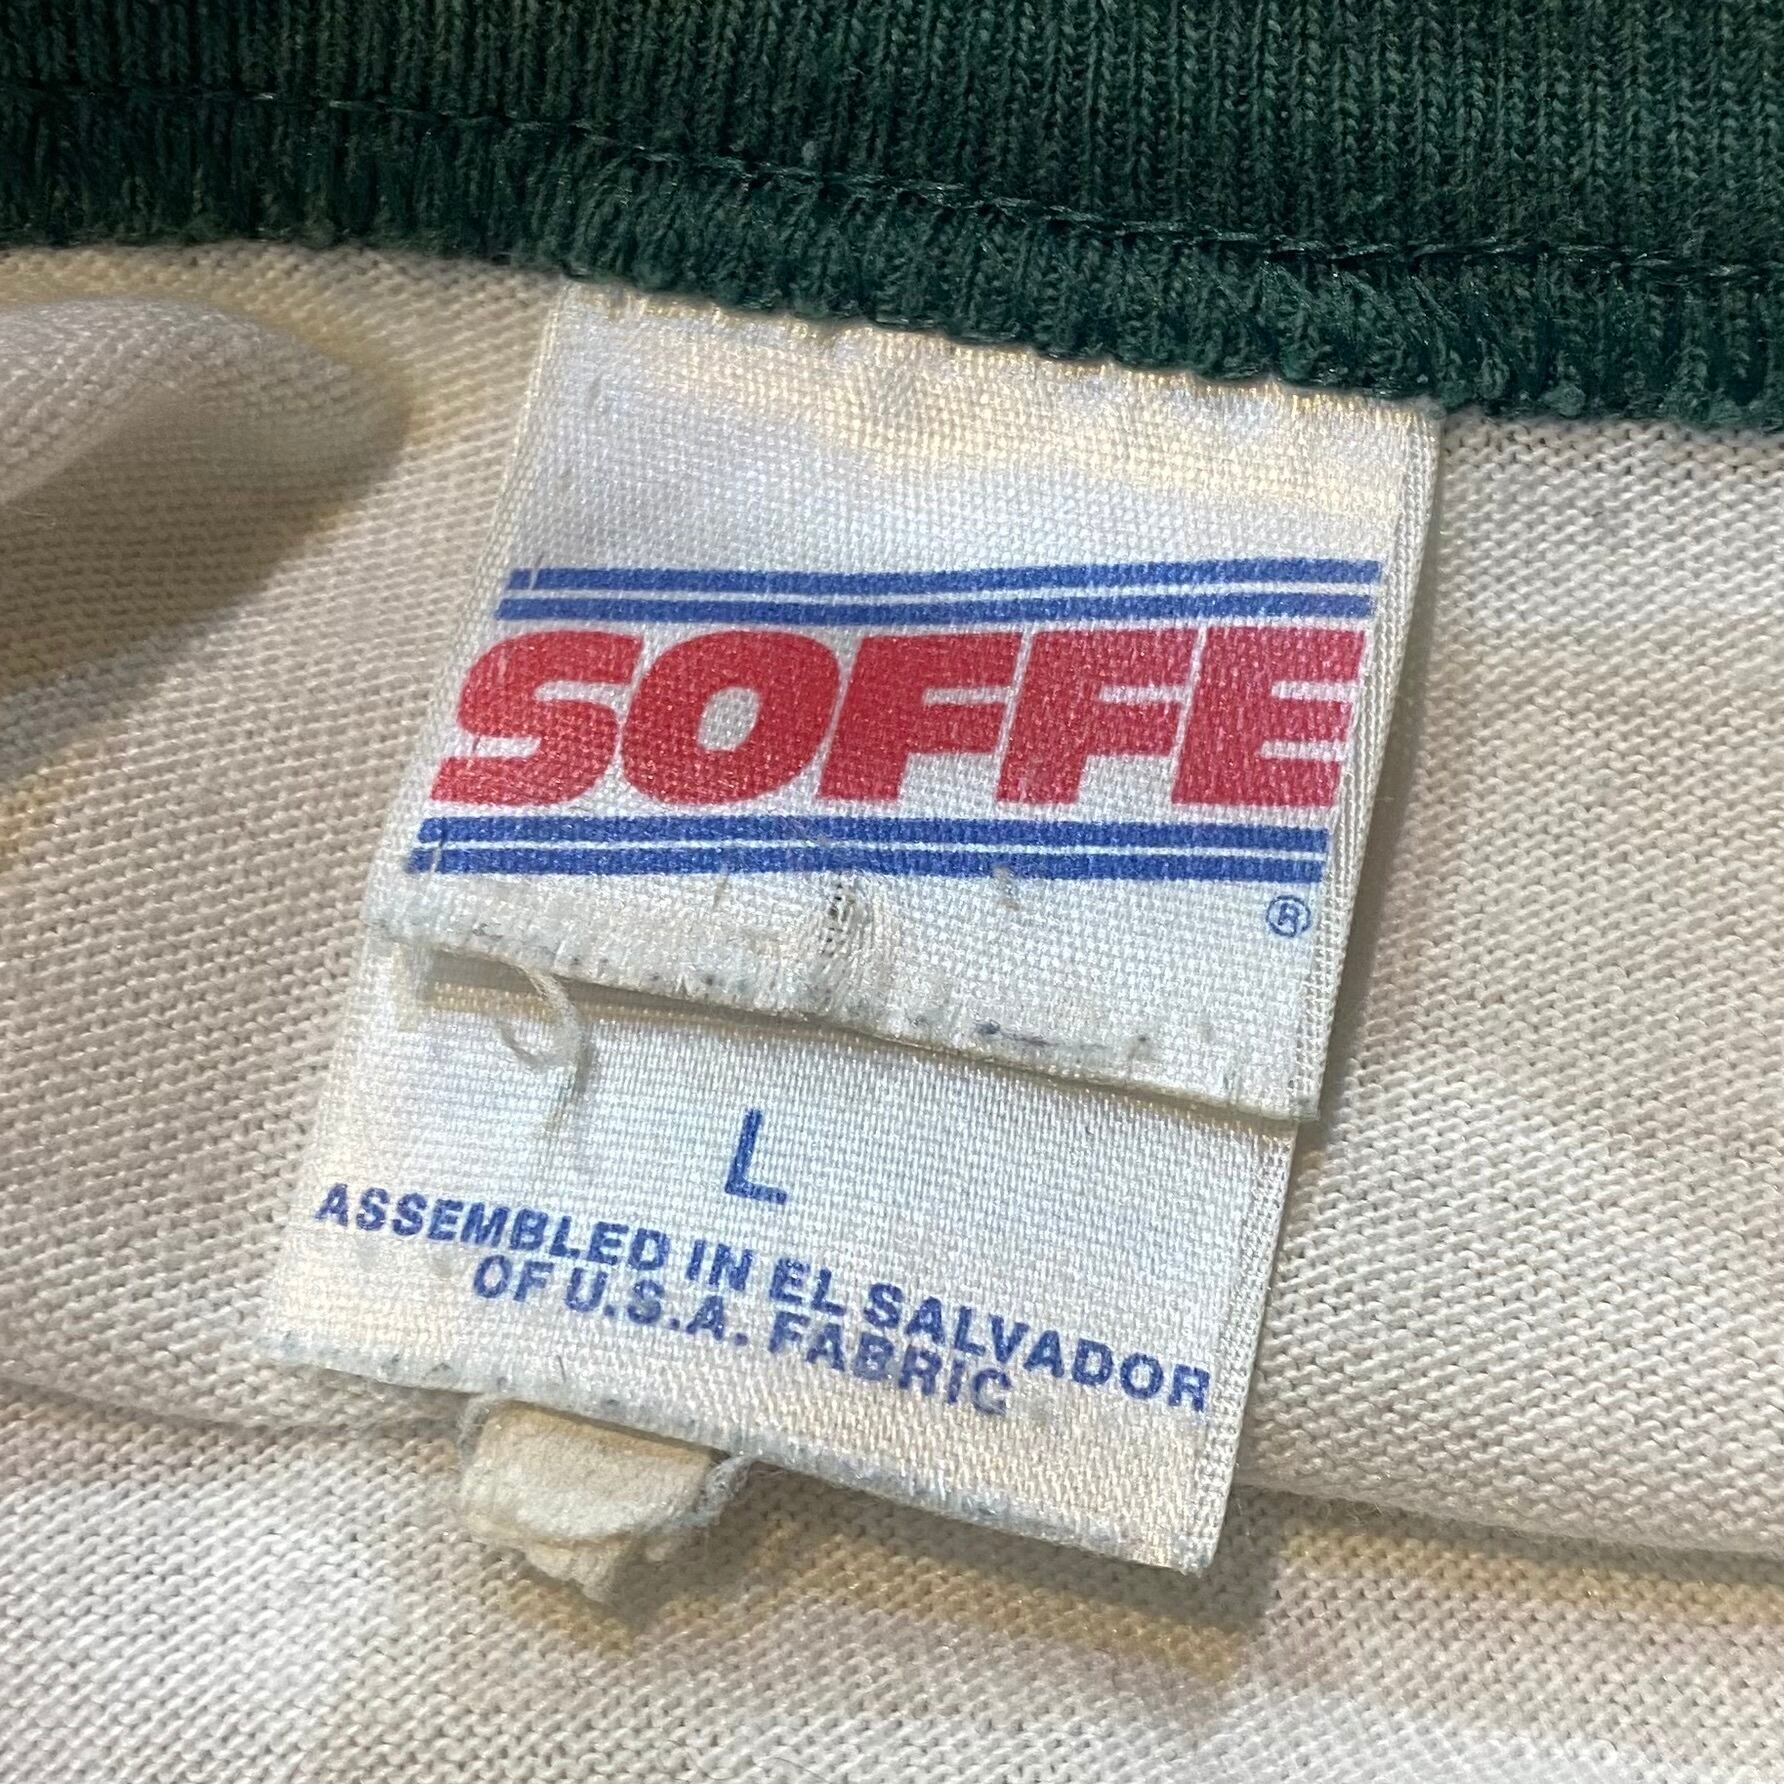 SOFFE
®
L
ASSEMBLED IN EL SALVADOR
OF U.S.A. FABRIC